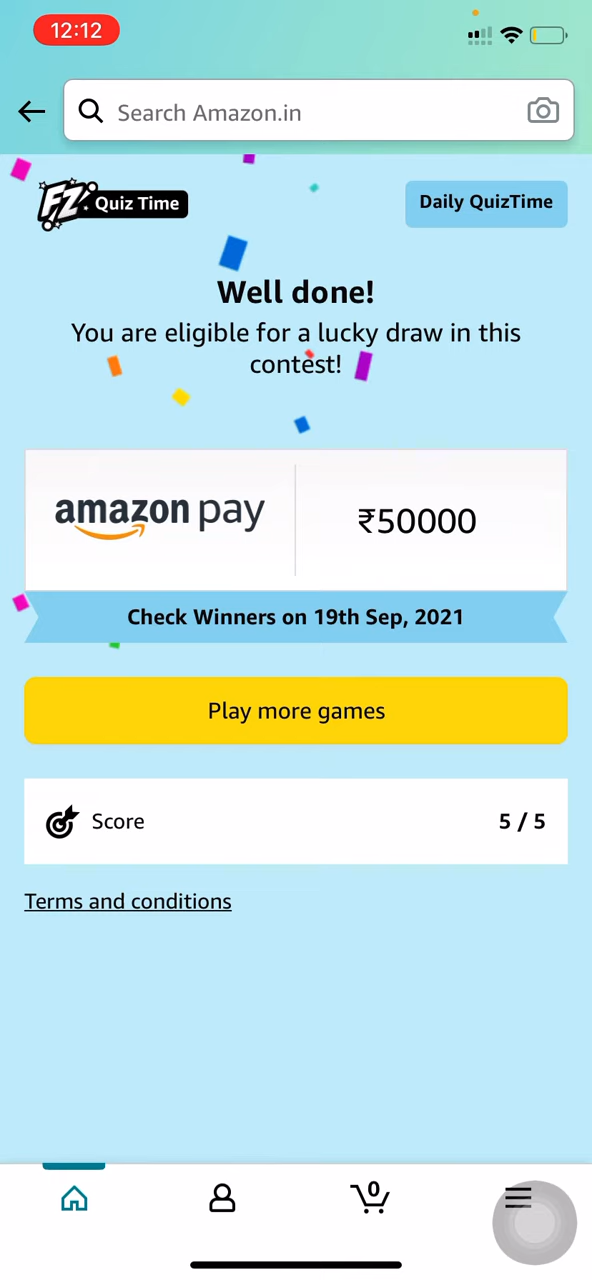 12:12
Search Amazon.in
FZ Quiz Time
Daily QuizTime
Well done!
You are eligible for a lucky draw in this
contest!
amazon pay
₹50000
Check Winners on 19th Sep, 2021
Play more games
Score
5 / 5
Terms and conditions
0